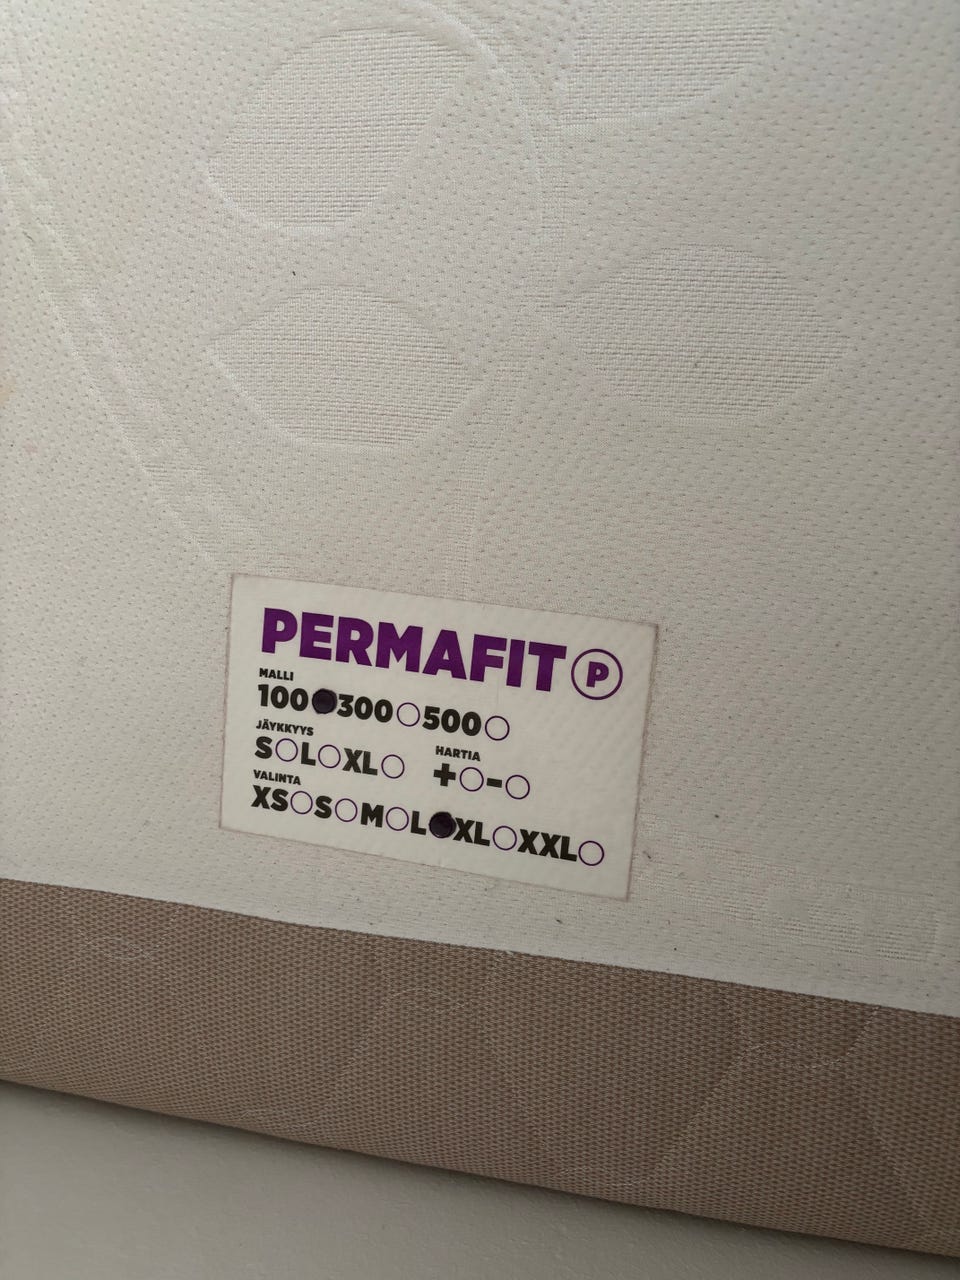 PERMAFIT P
MALLI
100 300 500
JÄYKKYYS HARTIA
S L XL + -
VALINTA
XS S M L XL XXL